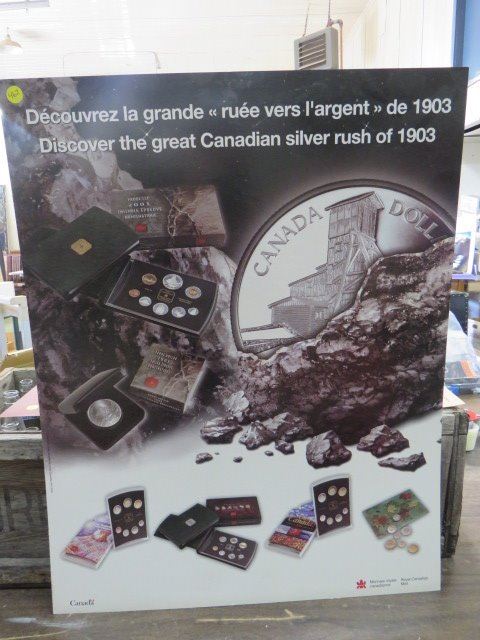 Découvrez la grande « ruée vers l'argent » de 1903
Discover the great Canadian silver rush of 1903
CANADA DOLL
2003
Canada
Monnaie royale
canadienne
Royal Canadian
Mint